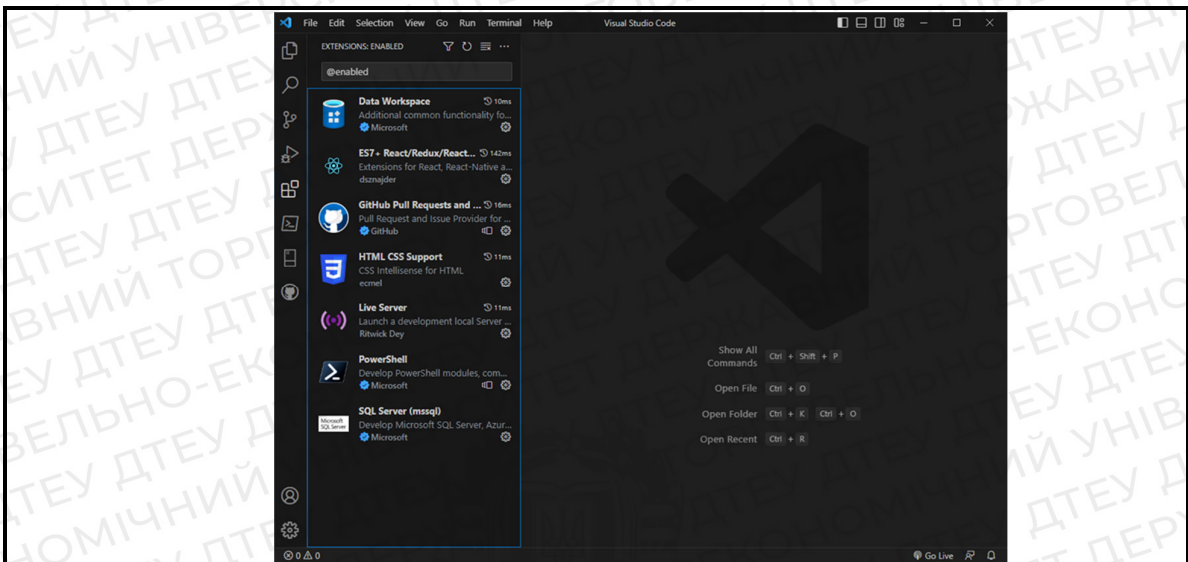 File Edit Selection View Go Run Terminal Help Visual Studio Code
EXTENSIONS: ENABLED
@enabled
Data Workspace 10ms
Additional common functionality fo...
Microsoft
ES7+ React/Redux/React... 142ms
Extensions for React, React-Native a...
dsznajder
GitHub Pull Requests and ... 16ms
Pull Request and Issue Provider for ...
GitHub
HTML CSS Support 11ms
CSS Intellisense for HTML
ecmel
Live Server 11ms
Launch a development local Server ...
Ritwick Dey
PowerShell
Develop PowerShell modules, com...
Microsoft
Microsoft
SQL Server
SQL Server (mssql)
Develop Microsoft SQL Server, Azur...
Microsoft
Show All
Commands Ctrl + Shift + P
Open File Ctrl + O
Open Folder Ctrl + K Ctrl + O
Open Recent Ctrl + R
0 0 Go Live